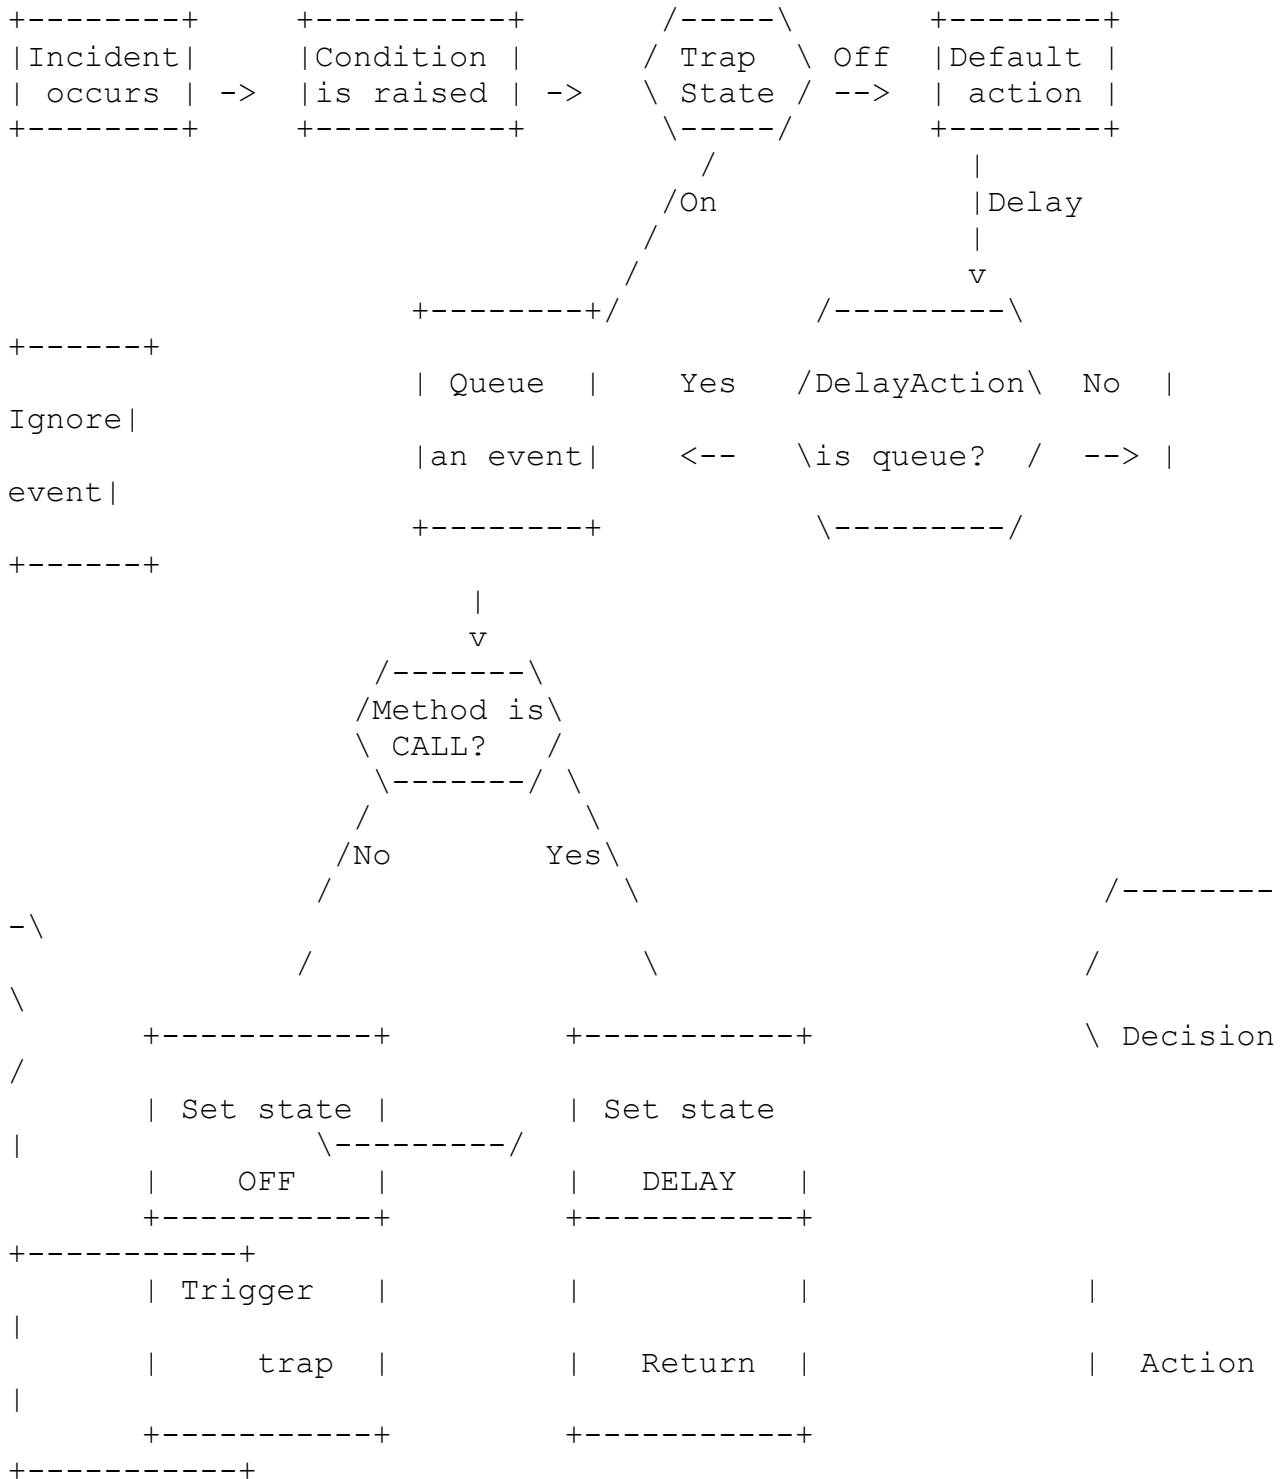 +--------+ +----------+ /-----\ +--------+
|Incident| |Condition | / Trap \ Off |Default |
| occurs | -> |is raised | -> \ State / --> | action |
+--------+ +----------+ \-----/ +--------+
/ |
/On |Delay
/ |
/ v
+--------+/ /---------\
+------+
| Queue | Yes /DelayAction\ No |
Ignore|
|an event| <-- \is queue? / --> |
event|
+--------+ \---------/
+------+
|
v
/-------\
/Method is\
\ CALL? /
\-------/ \
/ \
/No Yes\
/ \ /--------
-\
/ \ /
\
+-----------+ +-----------+ \ Decision
/
| Set state | | Set state
| \---------/
| OFF | | DELAY |
+-----------+ +-----------+
+-----------+
| Trigger | | | |
|
| trap | | Return | | Action
|
+-----------+ +-----------+
+-----------+